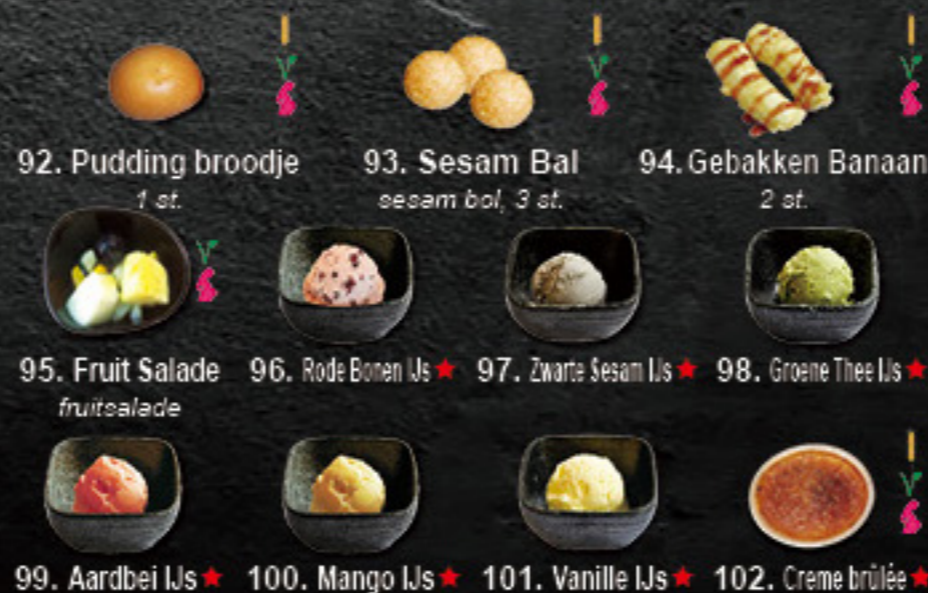 92. Pudding broodje
1 st.
93. Sesam Bal
sesam bol, 3 st.
94. Gebakken Banaan
2 st.
95. Fruit Salade
fruitsalade
96. Rode Bonen IJs
97. Zwarte Sesam IJs
98. Groene Thee IJs
99. Aardbei IJs
100. Mango IJs
101. Vanille IJs
102. Creme brûlée